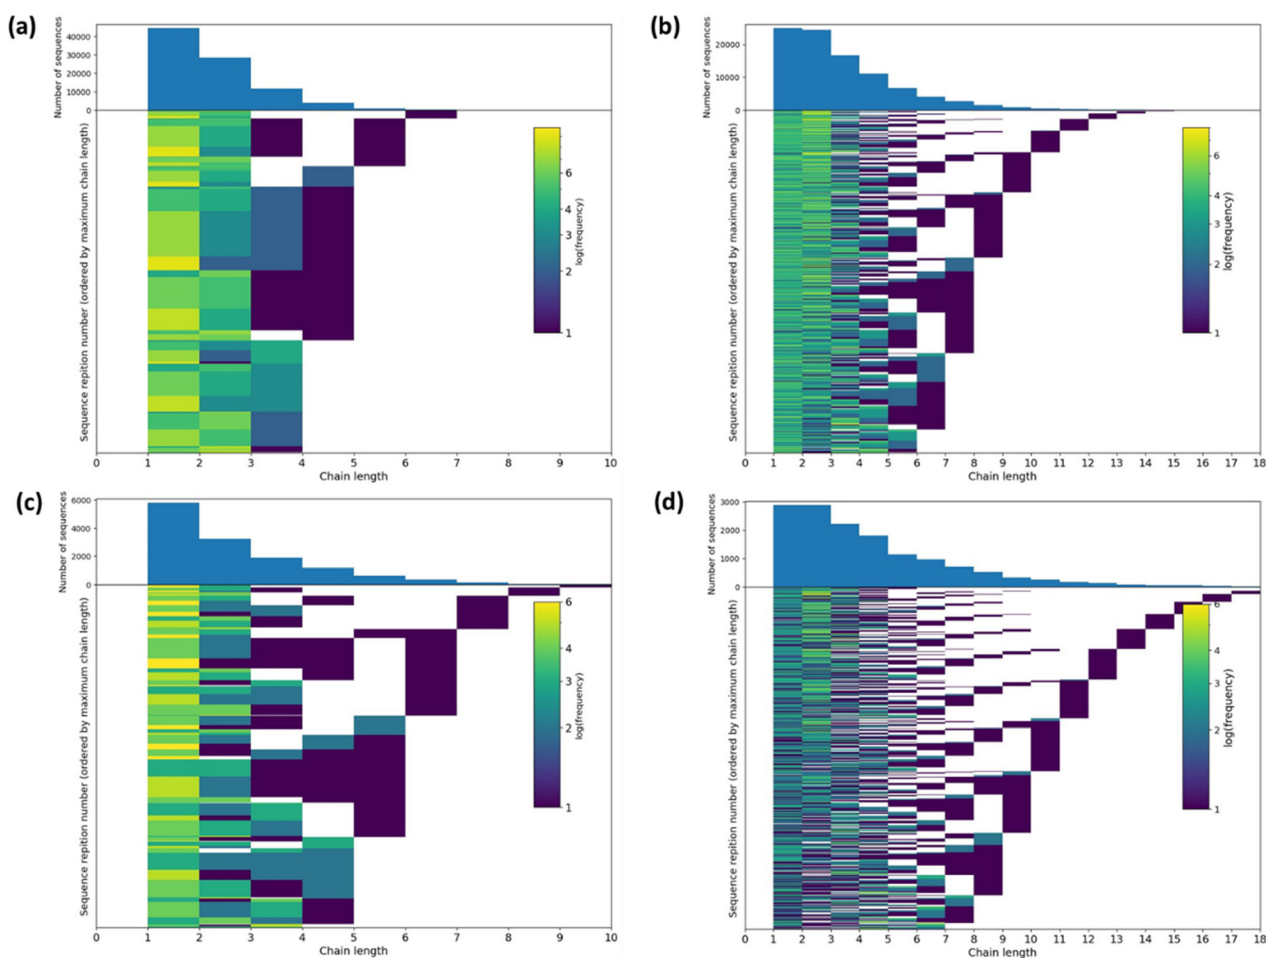 (a)
Number of sequences
40000
30000
20000
10000
0
Sequence repition number (ordered by maximum chain length)
6
4
3
2
1
log(frequency)
0 1 2 3 4 5 6 7 8 9 10
Chain length
(b)
Number of sequences
20000
10000
0
Sequence repition number (ordered by maximum chain length)
6
4
3
2
1
log(frequency)
0 1 2 3 4 5 6 7 8 9 10 11 12 13 14 15 16 17 18
Chain length
(c)
Number of sequences
6000
4000
2000
0
Sequence repition number (ordered by maximum chain length)
6
4
3
2
1
log(frequency)
0 1 2 3 4 5 6 7 8 9 10
Chain length
(d)
Number of sequences
3000
2000
1000
0
Sequence repition number (ordered by maximum chain length)
6
4
3
2
1
log(frequency)
0 1 2 3 4 5 6 7 8 9 10 11 12 13 14 15 16 17 18
Chain length